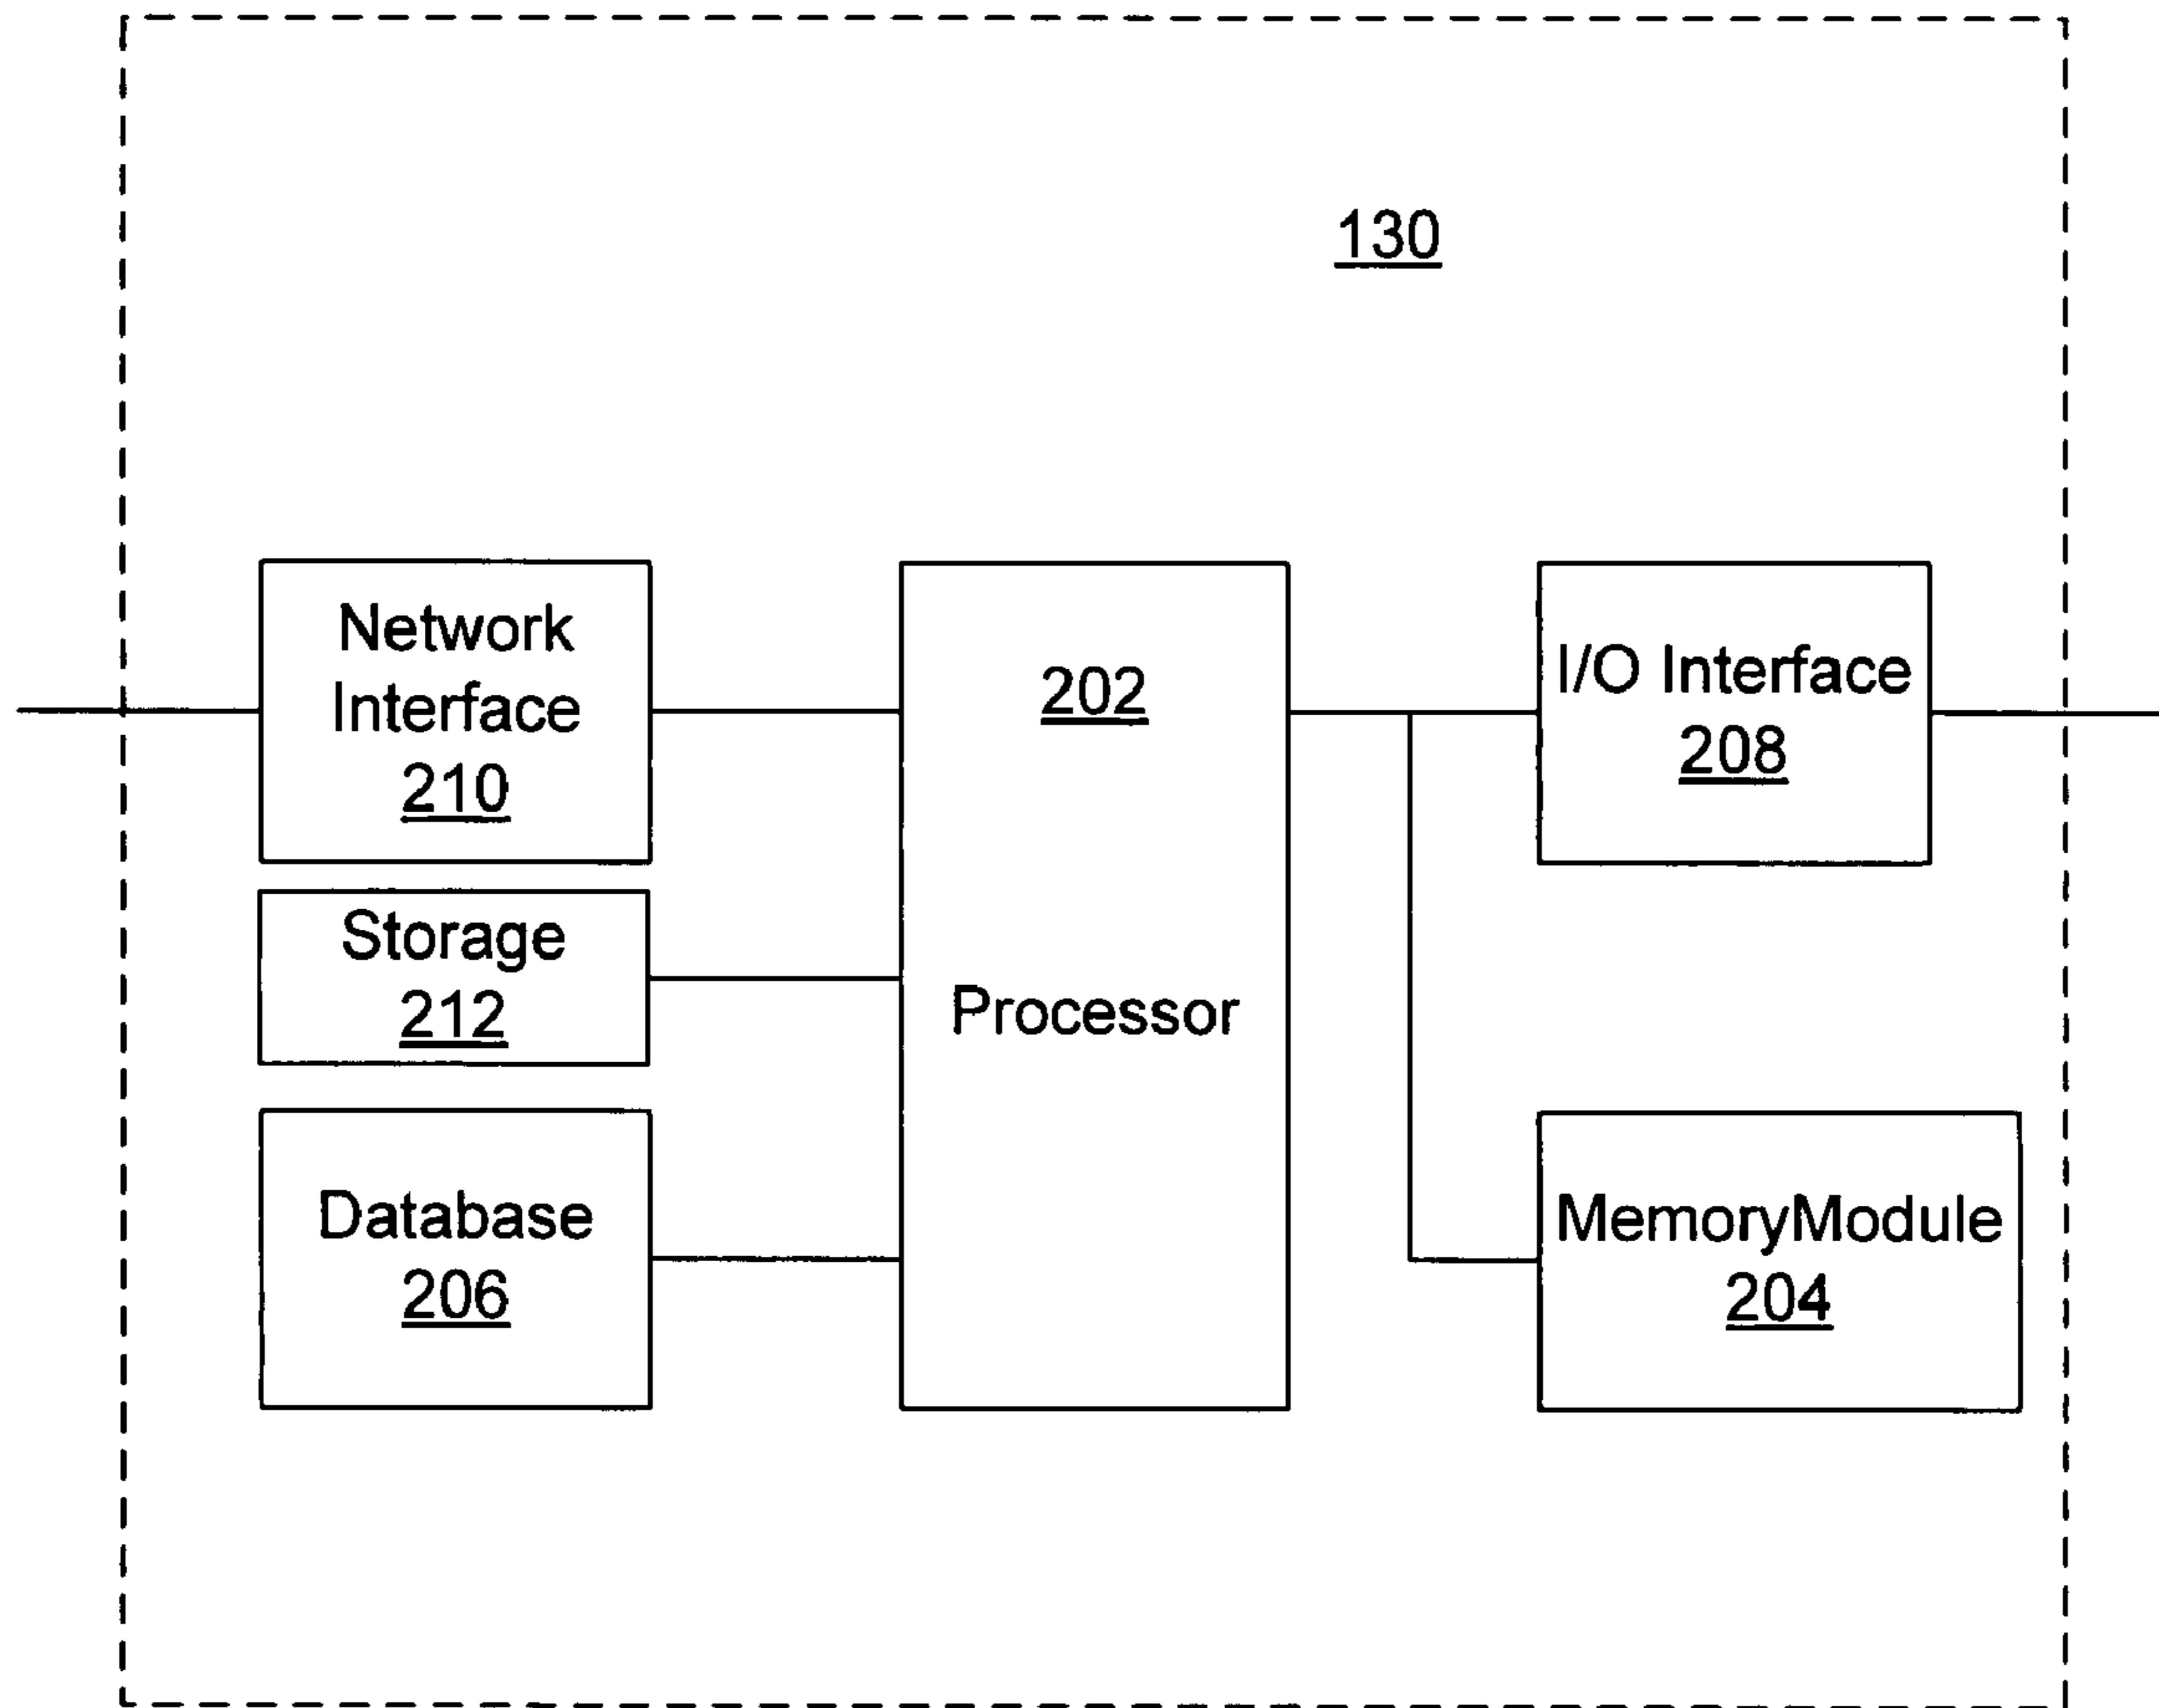 130
Network
Interface
210
Storage
212
Database
206
202
Processor
I/O Interface
208
MemoryModule
204